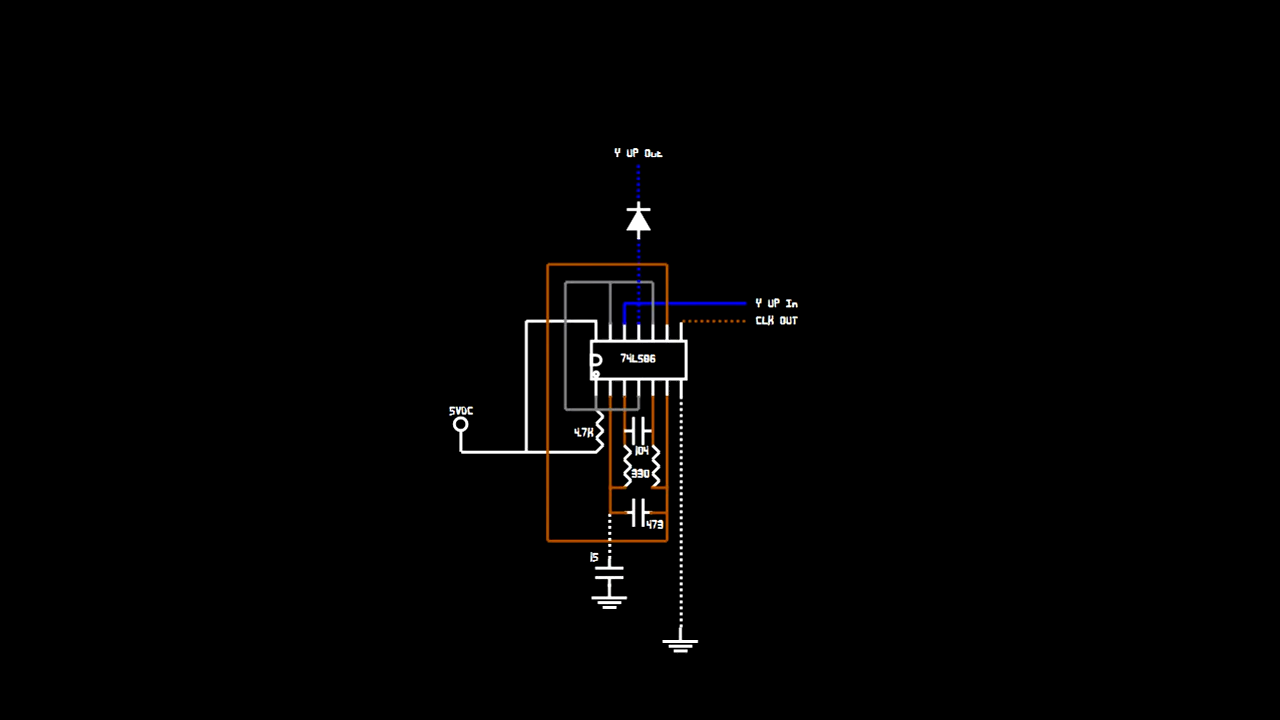 Y UP Out
Y UP In
CLK OUT
74LS86
5VDC
4.7K
104
330
473
15